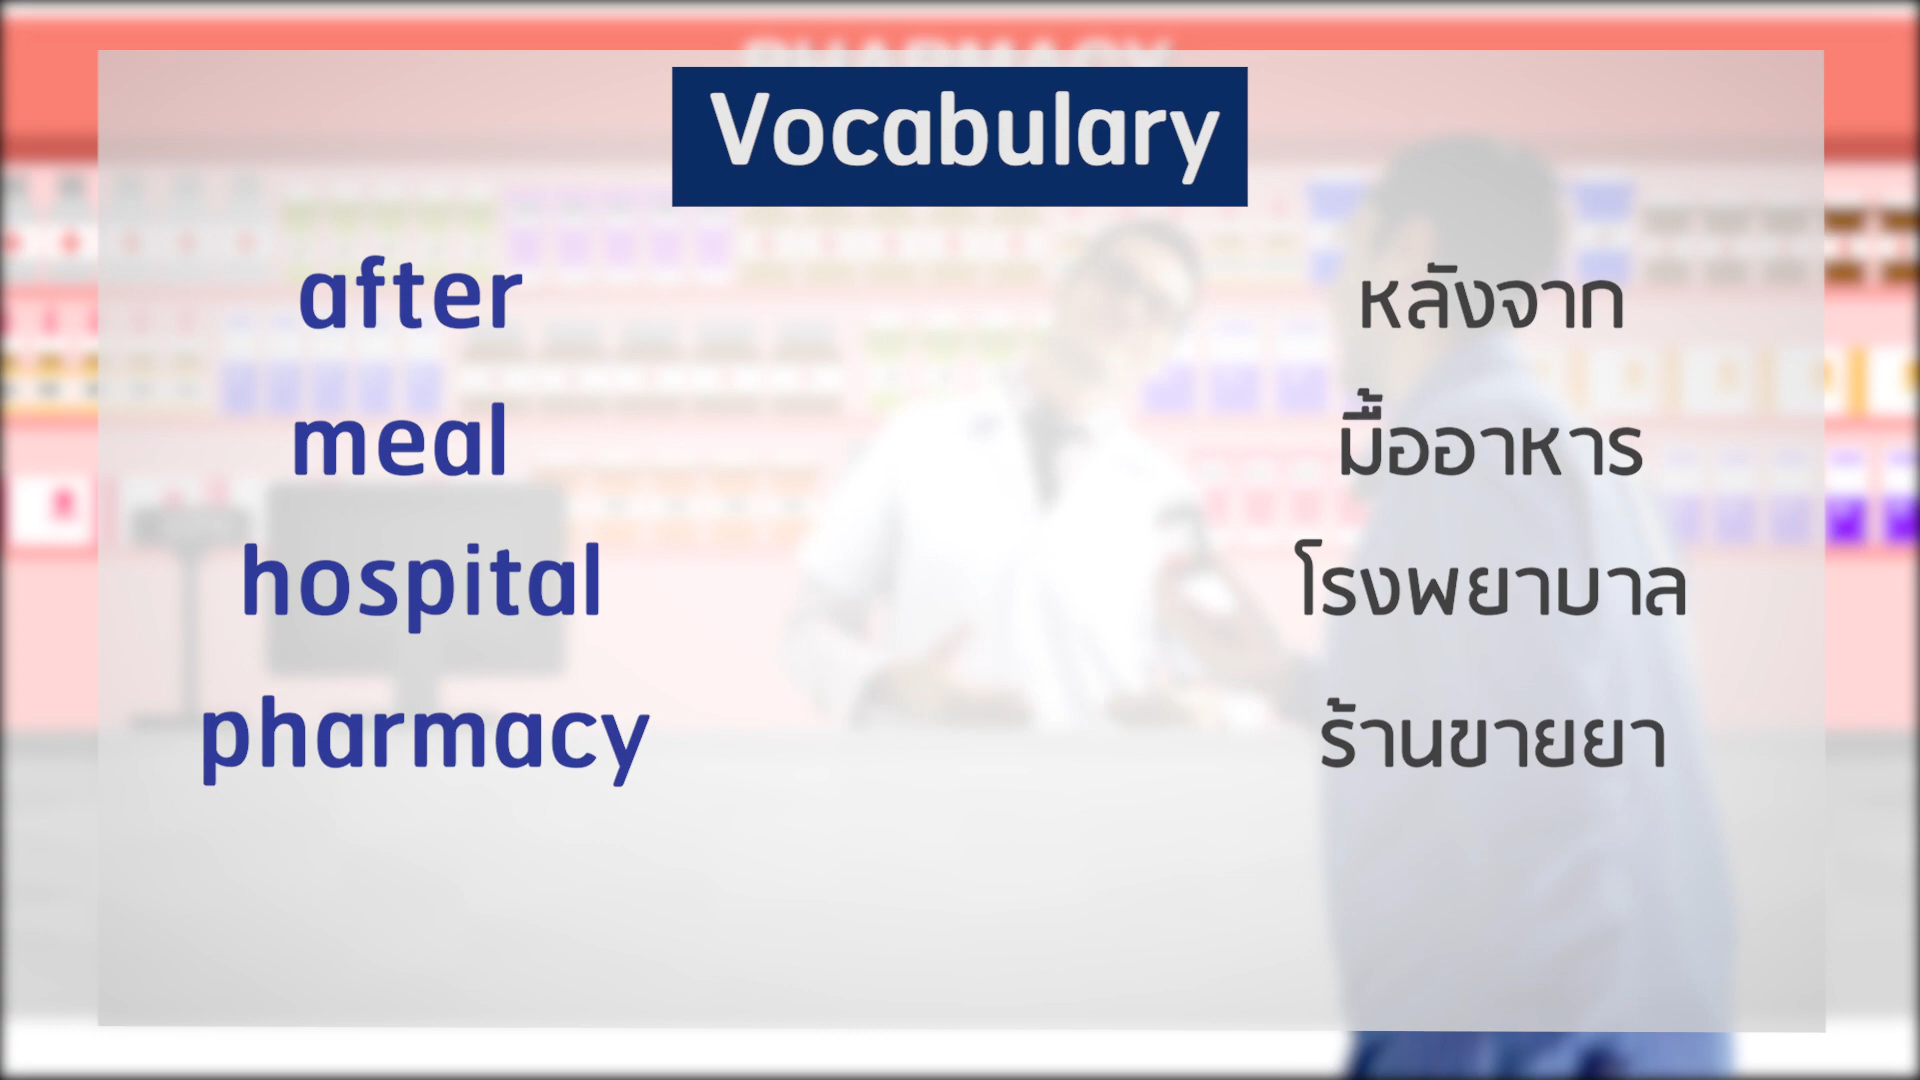 Vocabulary
after หลังจาก
meal มื้ออาหาร
hospital โรงพยาบาล
pharmacy ร้านขายยา